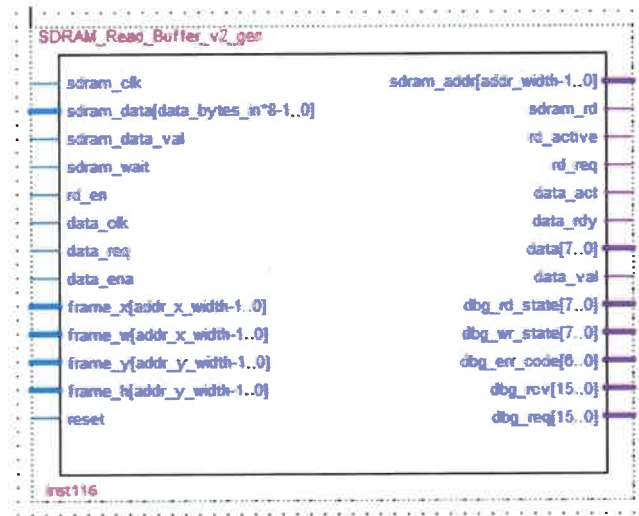 SDRAM_Read_Buffer_v2_ges
sdram_clk
sdram_data[data_bytes_in*8-1..0]
sdram_data_val
sdram_wait
rd_en
data_clk
data_req
data_ena
frame_x[addr_x_width-1..0]
frame_w[addr_x_width-1..0]
frame_y[addr_y_width-1..0]
frame_h[addr_y_width-1..0]
reset
sdram_addr[addr_width-1..0]
sdram_rd
rd_active
rd_req
data_act
data_rdy
data[7..0]
data_val
dbg_rd_state[7..0]
dbg_wr_state[7..0]
dbg_err_code[6..0]
dbg_rcv[15..0]
dbg_req[15..0]
inst116